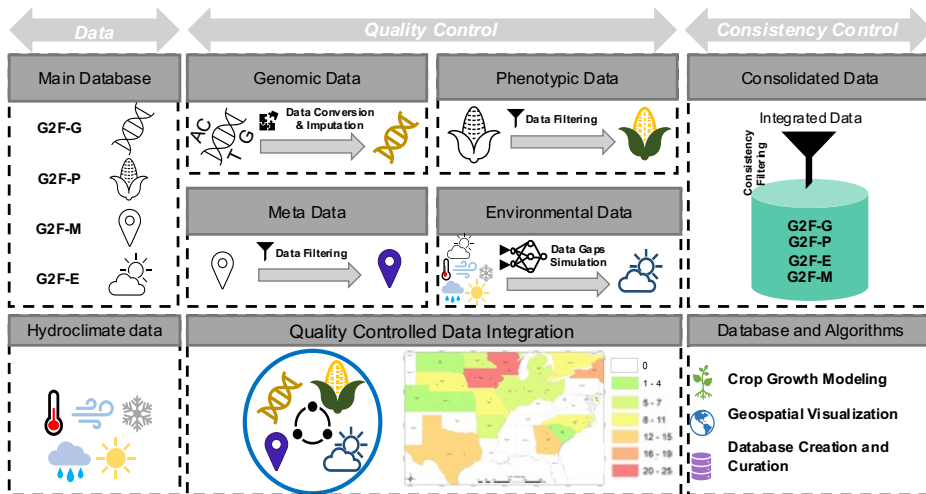 Data
Quality Control
Consistency Control
Main Database
G2F-G
G2F-P
G2F-M
G2F-E
Genomic Data
AC
T G
Data Conversion
& Imputation
Phenotypic Data
Data Filtering
Meta Data
Data Filtering
Environmental Data
Data Gaps
Simulation
Consolidated Data
Integrated Data
Consistency
Filtering
G2F-G
G2F-P
G2F-E
G2F-M
Hydroclimate data
Quality Controlled Data Integration
0
1 - 4
5 - 7
8 - 11
12 - 15
16 - 19
20 - 25
Database and Algorithms
Crop Growth Modeling
Geospatial Visualization
Database Creation and
Curation